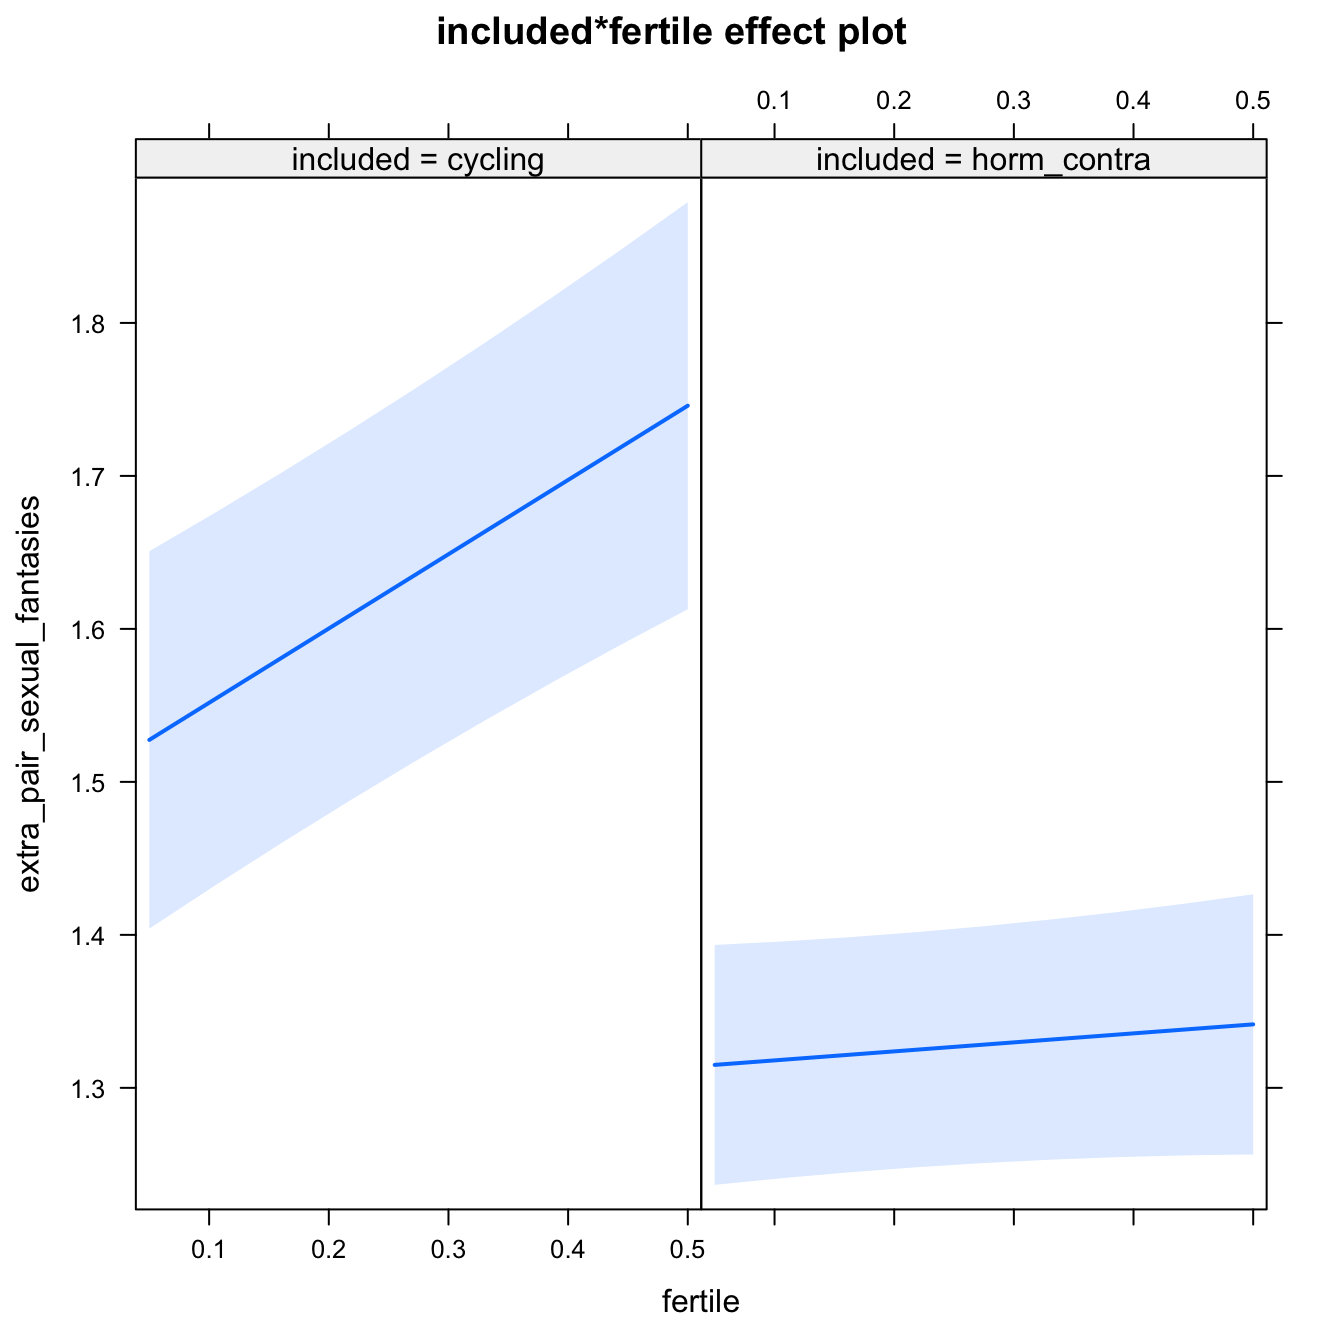 included*fertile effect plot
0.1 0.2 0.3 0.4 0.5
included = cycling included = horm_contra
extra_pair_sexual_fantasies
1.8
1.7
1.6
1.5
1.4
1.3
0.1 0.2 0.3 0.4 0.5
fertile